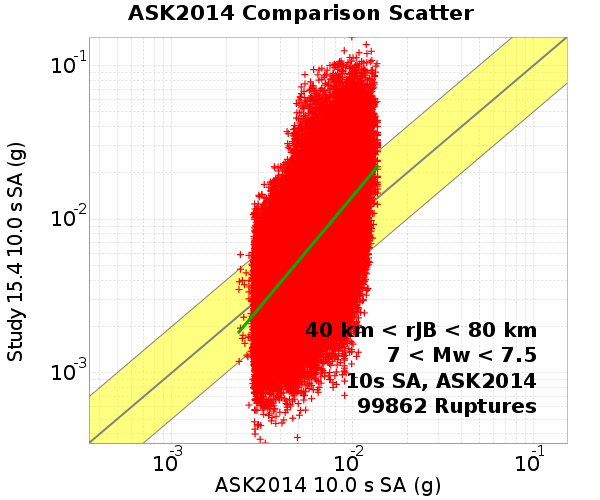 ASK2014 Comparison Scatter
Study 15.4 10.0 s SA (g)
10⁻¹
10⁻²
10⁻³
40 km < rJB < 80 km
7 < Mw < 7.5
10s SA, ASK2014
99862 Ruptures
10⁻³ 10⁻² 10⁻¹
ASK2014 10.0 s SA (g)